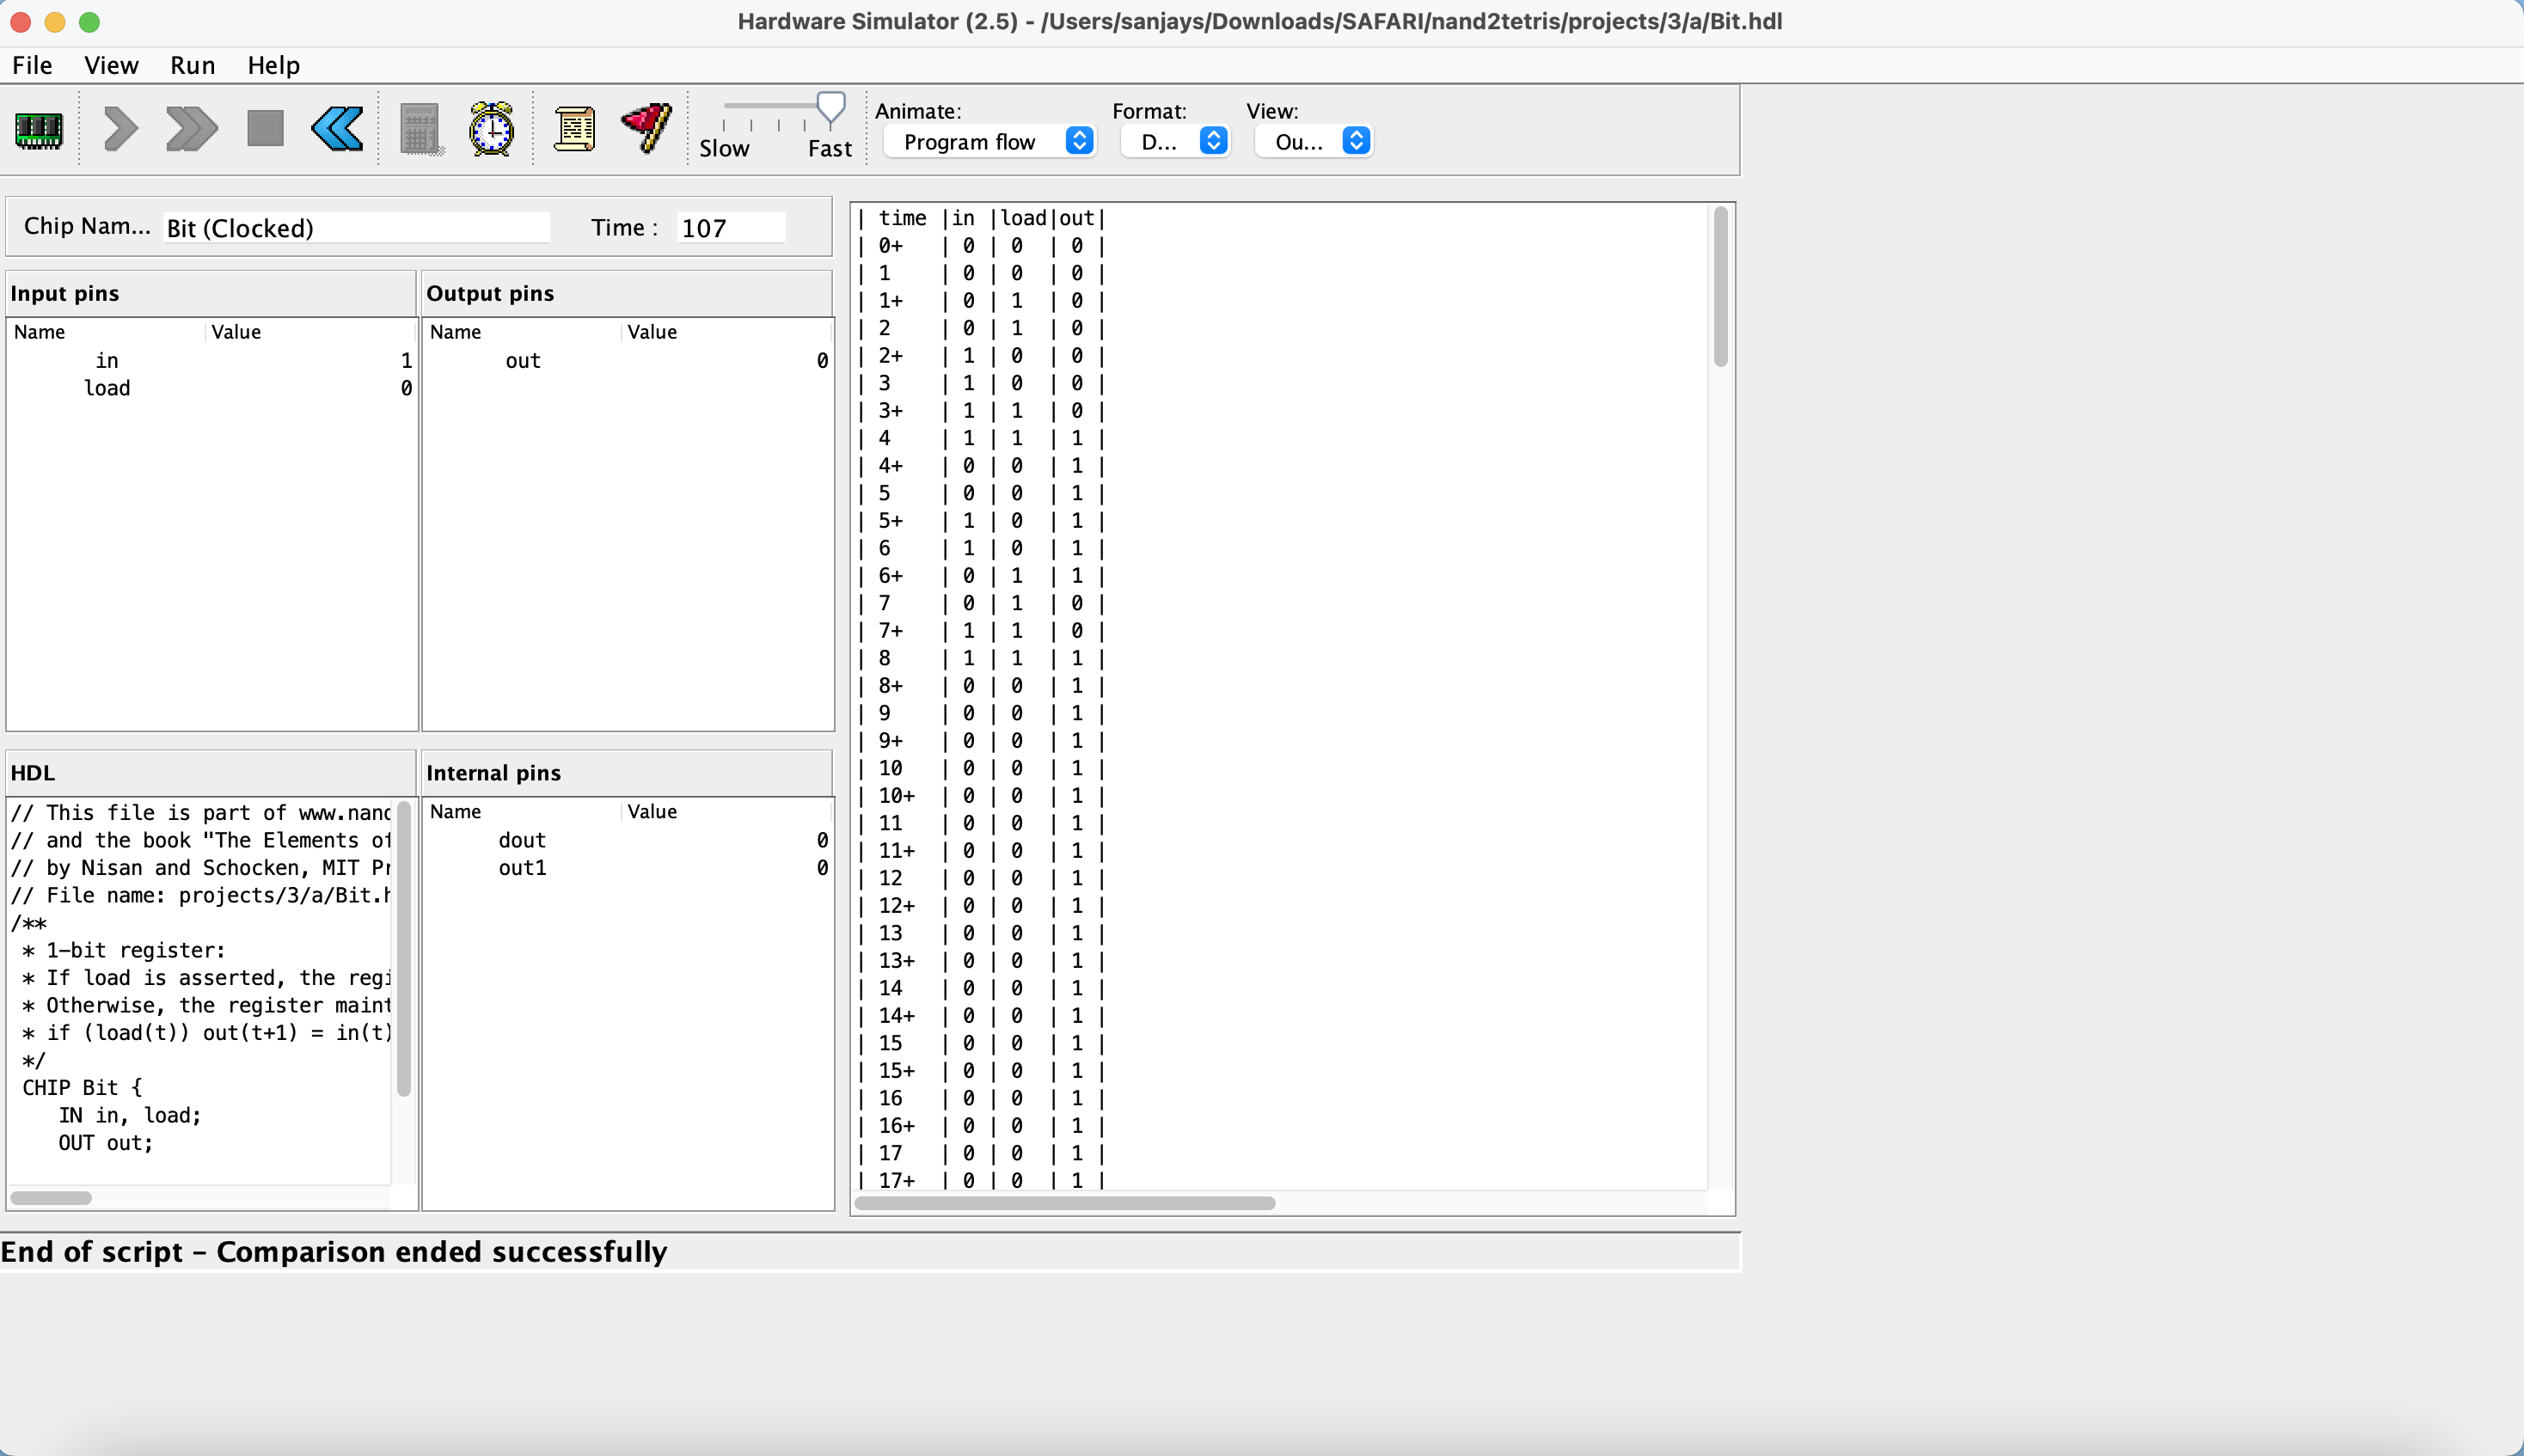 Hardware Simulator (2.5) - /Users/sanjays/Downloads/SAFARI/nand2tetris/projects/3/a/Bit.hdl
File View Run Help
Slow Fast
Animate: Format: View:
Program flow D... Ou...
Chip Nam... Bit (Clocked) Time : 107
Input pins
Name Value
in 1
load 0
Output pins
Name Value
out 0
HDL
// This file is part of www.nand
// and the book "The Elements of
// by Nisan and Schocken, MIT Pr
// File name: projects/3/a/Bit.h
/**
* 1-bit register:
* If load is asserted, the regi
* Otherwise, the register maint
* if (load(t)) out(t+1) = in(t)
*/
CHIP Bit {
IN in, load;
OUT out;
Internal pins
Name Value
dout 0
out1 0
| time |in |load|out|
| 0+ | 0 | 0 | 0 |
| 1 | 0 | 0 | 0 |
| 1+ | 0 | 1 | 0 |
| 2 | 0 | 1 | 0 |
| 2+ | 1 | 0 | 0 |
| 3 | 1 | 0 | 0 |
| 3+ | 1 | 1 | 0 |
| 4 | 1 | 1 | 1 |
| 4+ | 0 | 0 | 1 |
| 5 | 0 | 0 | 1 |
| 5+ | 1 | 0 | 1 |
| 6 | 1 | 0 | 1 |
| 6+ | 0 | 1 | 1 |
| 7 | 0 | 1 | 0 |
| 7+ | 1 | 1 | 0 |
| 8 | 1 | 1 | 1 |
| 8+ | 0 | 0 | 1 |
| 9 | 0 | 0 | 1 |
| 9+ | 0 | 0 | 1 |
| 10 | 0 | 0 | 1 |
| 10+ | 0 | 0 | 1 |
| 11 | 0 | 0 | 1 |
| 11+ | 0 | 0 | 1 |
| 12 | 0 | 0 | 1 |
| 12+ | 0 | 0 | 1 |
| 13 | 0 | 0 | 1 |
| 13+ | 0 | 0 | 1 |
| 14 | 0 | 0 | 1 |
| 14+ | 0 | 0 | 1 |
| 15 | 0 | 0 | 1 |
| 15+ | 0 | 0 | 1 |
| 16 | 0 | 0 | 1 |
| 16+ | 0 | 0 | 1 |
| 17 | 0 | 0 | 1 |
| 17+ | 0 | 0 | 1 |
End of script - Comparison ended successfully